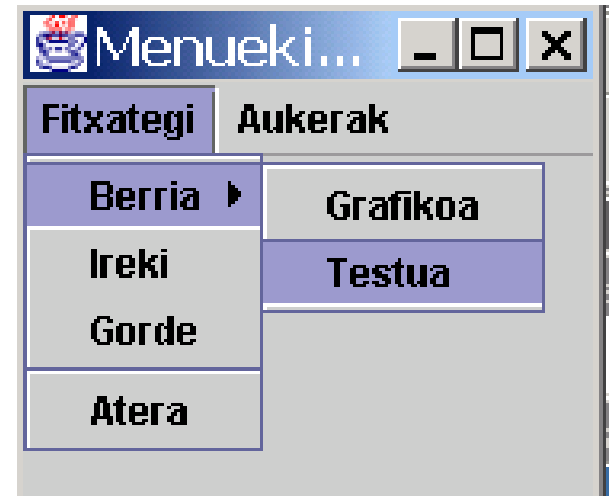 Menueki...
Fitxategi Aukerak
Berria Grafikoa
Ireki Testua
Gorde
Atera